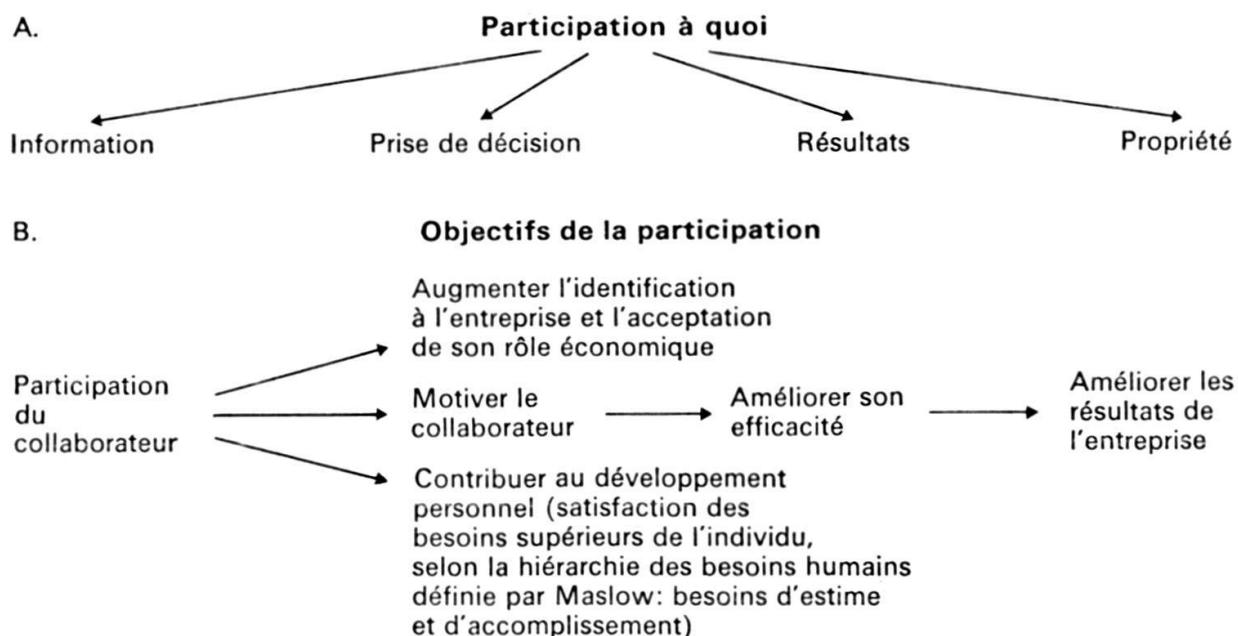 A.
Participation à quoi
Information
Prise de décision
Résultats
Propriété
B.
Objectifs de la participation
Participation
du
collaborateur
Augmenter l'identification
à l'entreprise et l'acceptation
de son rôle économique
Motiver le
collaborateur
Améliorer son
efficacité
Améliorer les
résultats de
l'entreprise
Contribuer au développement
personnel (satisfaction des
besoins supérieurs de l'individu,
selon la hiérarchie des besoins humains
définie par Maslow: besoins d'estime
et d'accomplissement)